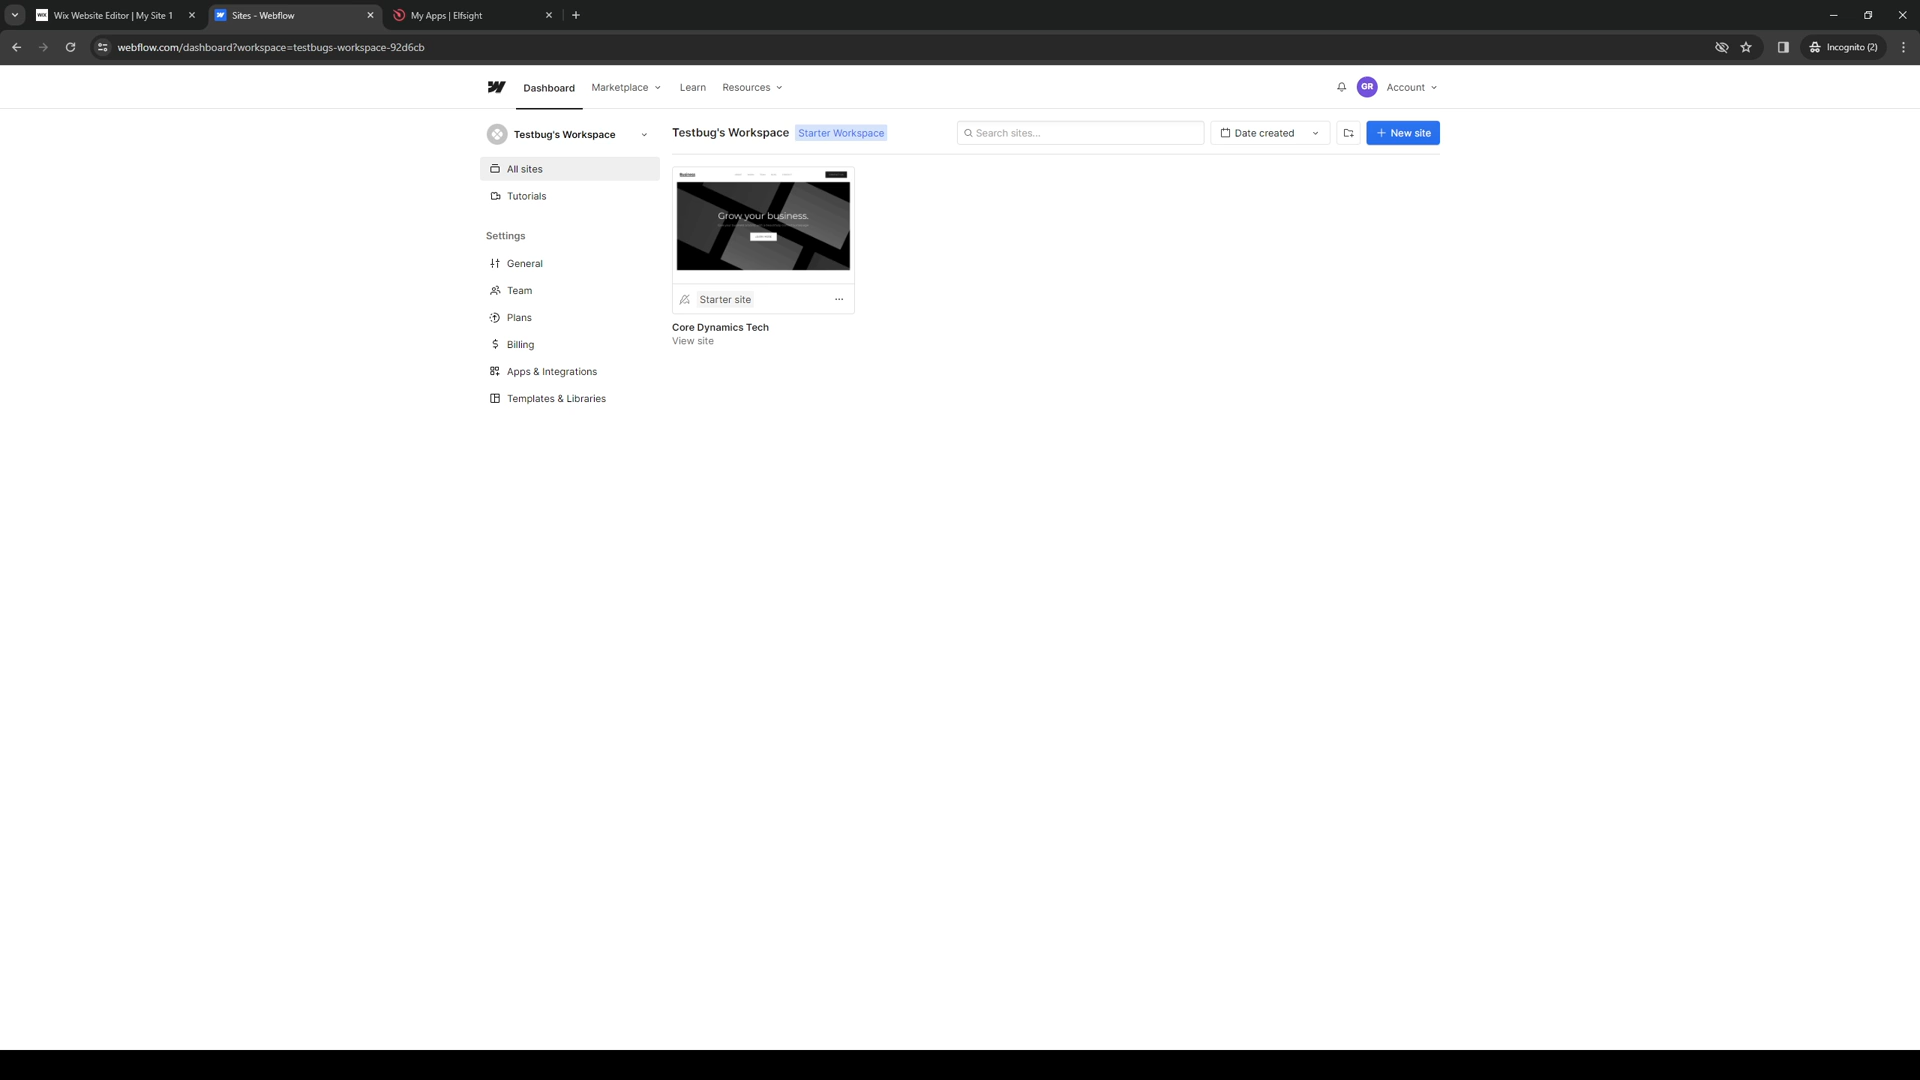 Wix Website Editor | My Site 1
Sites - Webflow
My Apps | Elfsight
webflow.com/dashboard?workspace=testbugs-workspace-92d6cb
Incognito (2)
Dashboard
Marketplace
Learn
Resources
GR
Account
Testbug's Workspace
Testbug's Workspace
Starter Workspace
Search sites...
Date created
New site
All sites
Tutorials
Settings
General
Team
Plans
Billing
Apps & Integrations
Templates & Libraries
Business
Grow your business.
Starter site
Core Dynamics Tech
View site